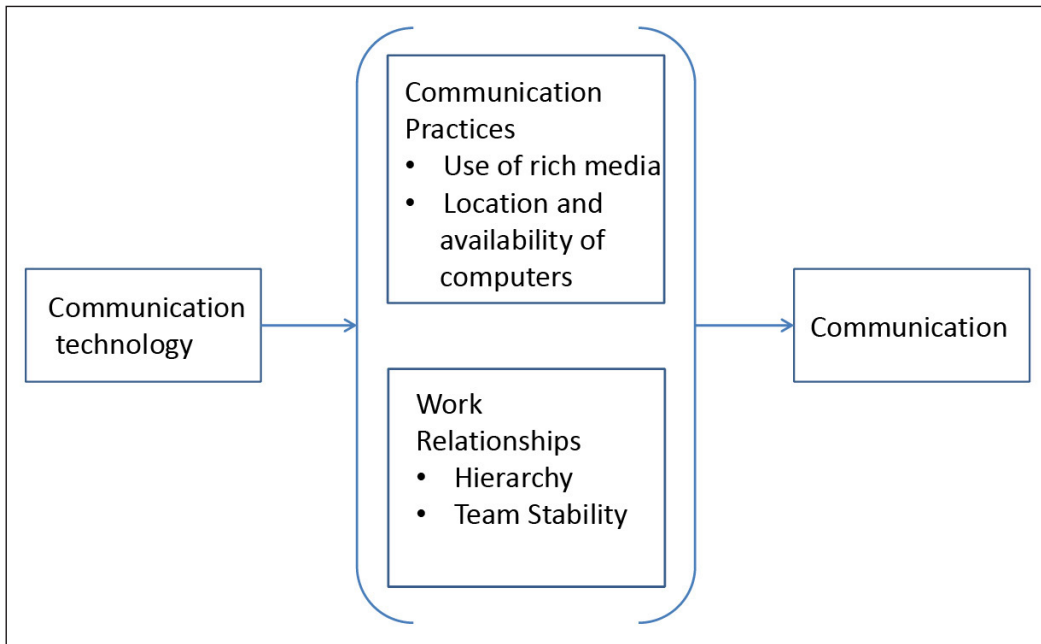 Communication
technology
Communication
Practices
• Use of rich media
• Location and
availability of
computers
Work
Relationships
• Hierarchy
• Team Stability
Communication